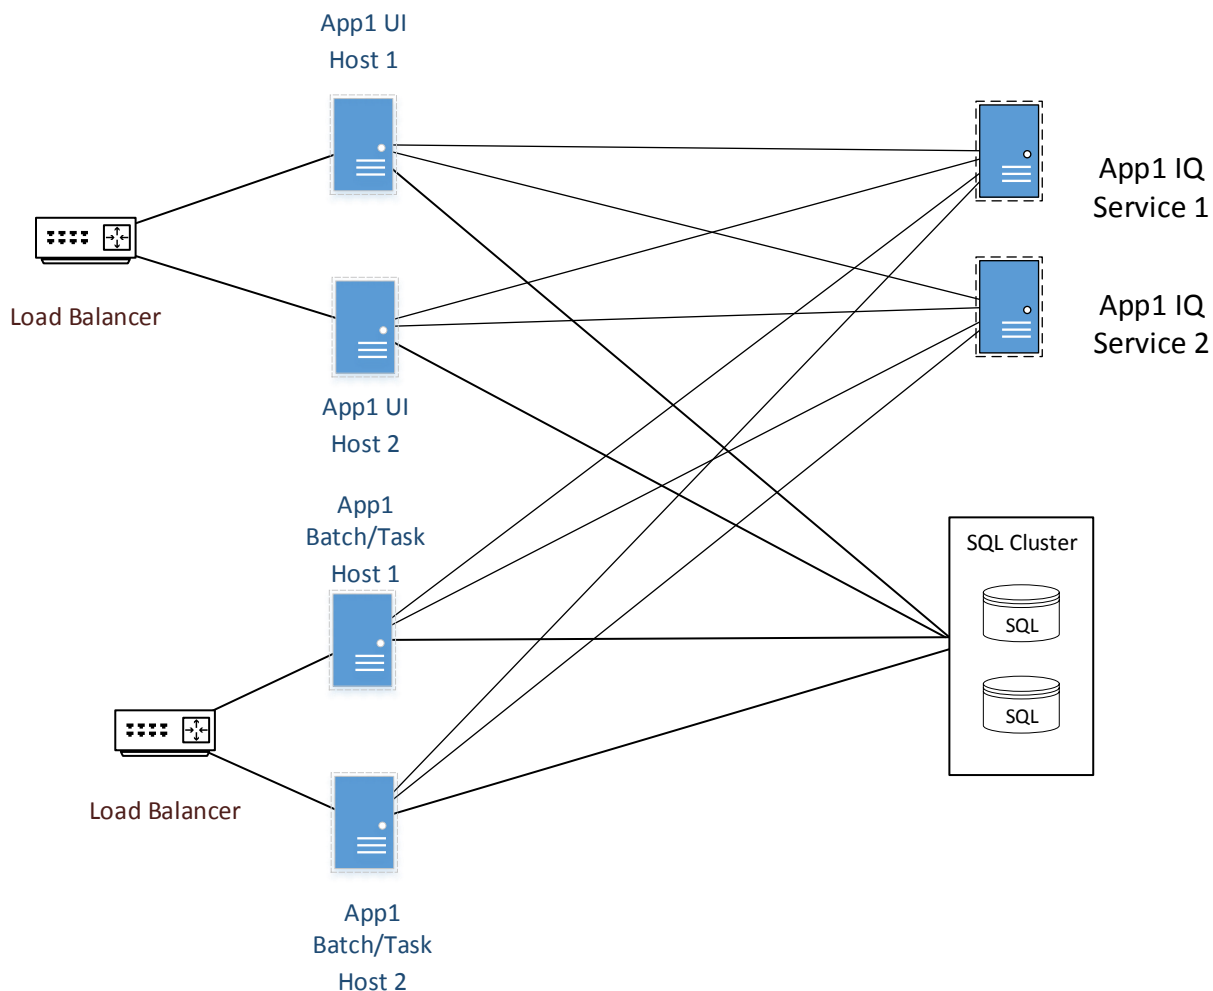 App1 UI
Host 1
App1 IQ
Service 1
Load Balancer
App1 IQ
Service 2
App1 UI
Host 2
App1
Batch/Task
Host 1
SQL Cluster
SQL
SQL
Load Balancer
App1
Batch/Task
Host 2